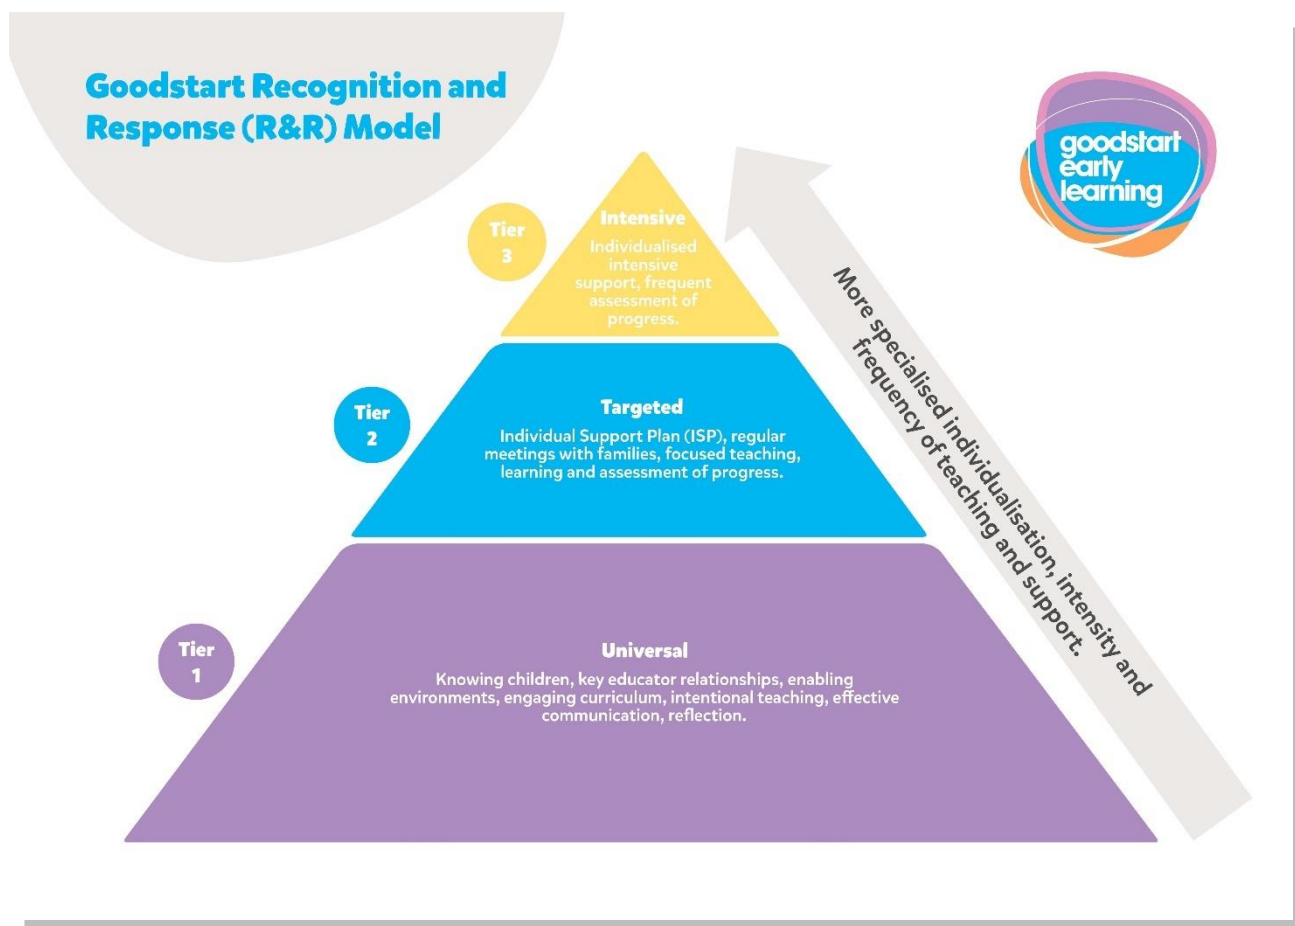 Goodstart Recognition and
Response (R&R) Model
goodstart
early
learning
Tier
3
Intensive
Individualised
intensive
support, frequent
assessment of
progress.
More specialised individualisation, intensity and
frequency of teaching and support.
Tier
2
Targeted
Individual Support Plan (ISP), regular
meetings with families, focused teaching,
learning and assessment of progress.
Tier
1
Universal
Knowing children, key educator relationships, enabling
environments, engaging curriculum, intentional teaching, effective
communication, reflection.